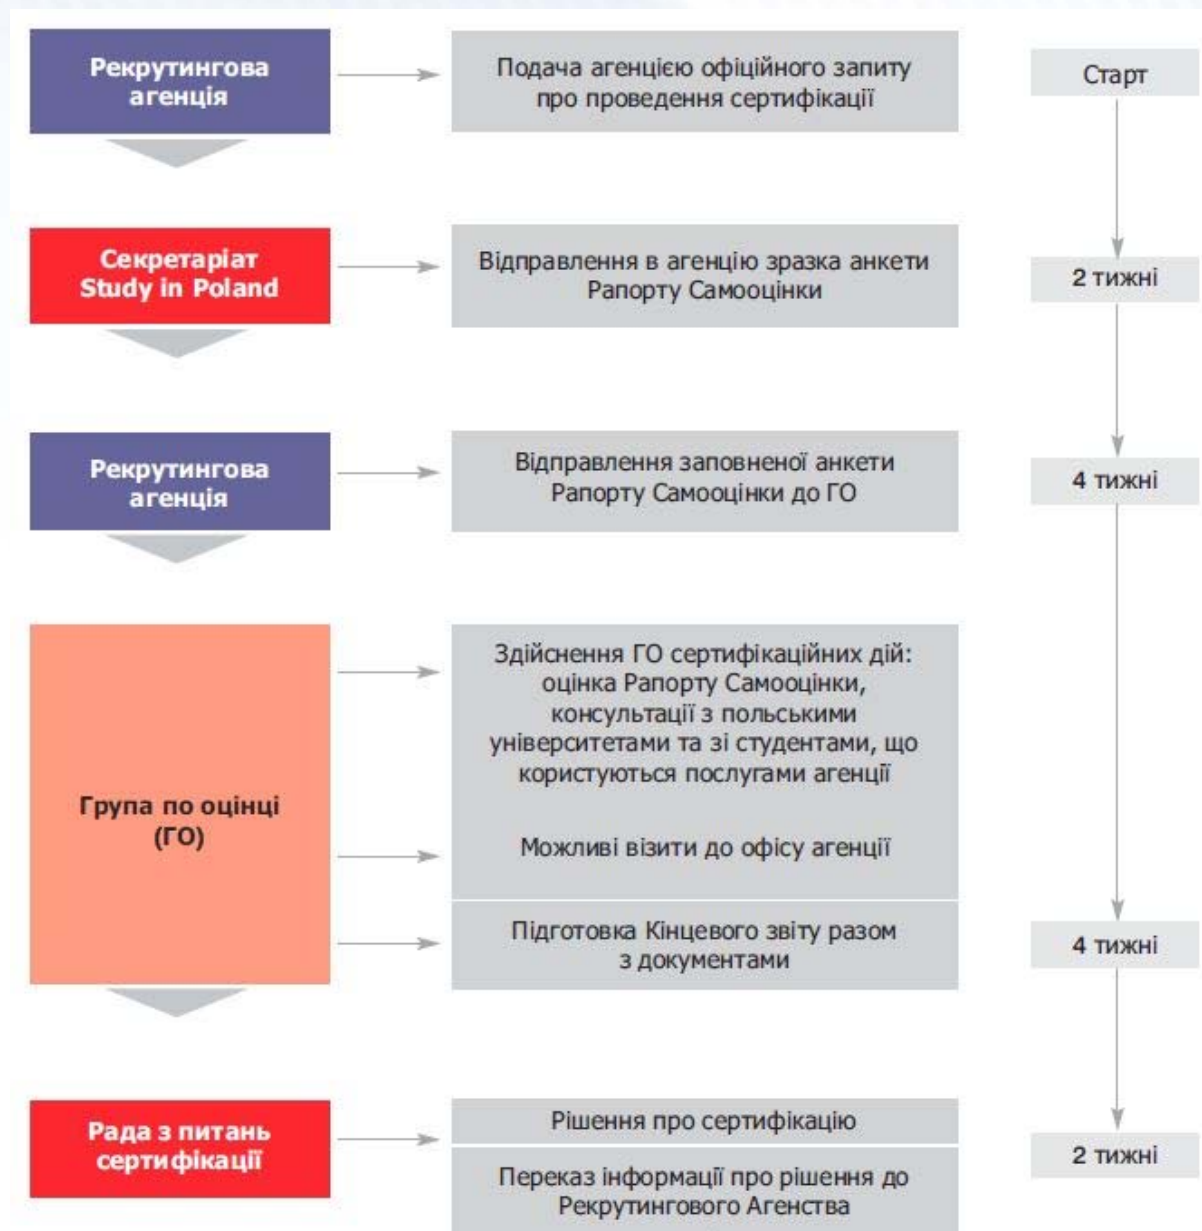 Рекрутингова
агенція
Подача агенцією офіційного запиту
про проведення сертифікації
Старт
Секретаріат
Study in Poland
Відправлення в агенцію зразка анкети
Рапорту Самооцінки
2 тижні
Рекрутингова
агенція
Відправлення заповненої анкети
Рапорту Самооцінки до ГО
4 тижні
Група по оцінці
(ГО)
Здійснення ГО сертифікаційних дій:
оцінка Рапорту Самооцінки,
консультації з польськими
університетами та зі студентами, що
користуються послугами агенції
Можливі візити до офісу агенції
Підготовка Кінцевого звіту разом
з документами
4 тижні
Рада з питань
сертифікації
Рішення про сертифікацію
Переказ інформації про рішення до
Рекрутингового Агенства
2 тижні